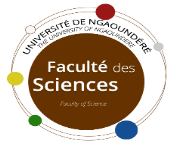 UNIVERSITÉ DE NGAOUNDÉRÉ
THE UNIVERSITY OF NGAOUNDERE
Faculté des
Sciences
Faculty of Science